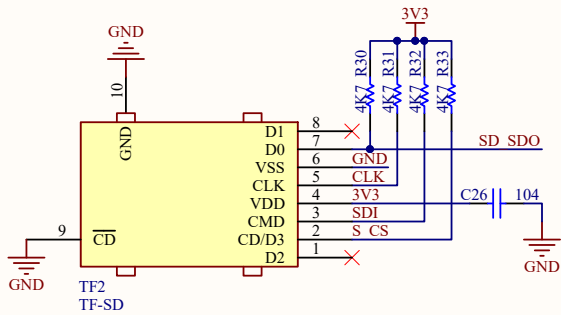 3V3
GND
R30
R31
R32
R33
4K7
4K7
4K7
4K7
10
GND
D1
8
D0
7
SD_SDO
VSS
6
GND
CLK
5
CLK
VDD
4
3V3
C26
104
CMD
3
SDI
9
CD
CD/D3
2
S_CS
D2
1
GND
GND
TF2
TF-SD